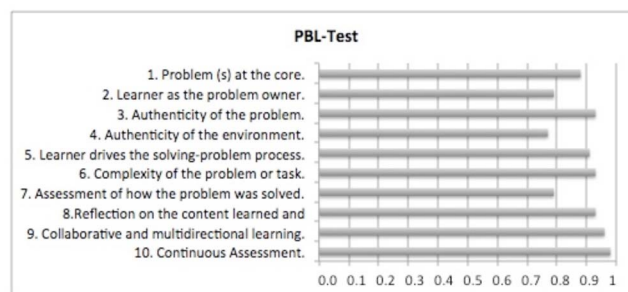 PBL-Test
1. Problem (s) at the core.
2. Learner as the problem owner.
3. Authenticity of the problem.
4. Authenticity of the environment.
5. Learner drives the solving-problem process.
6. Complexity of the problem or task.
7. Assessment of how the problem was solved.
8.Reflection on the content learned and
9. Collaborative and multidirectional learning.
10. Continuous Assessment.
0.0 0.1 0.2 0.3 0.4 0.5 0.6 0.7 0.8 0.9 1